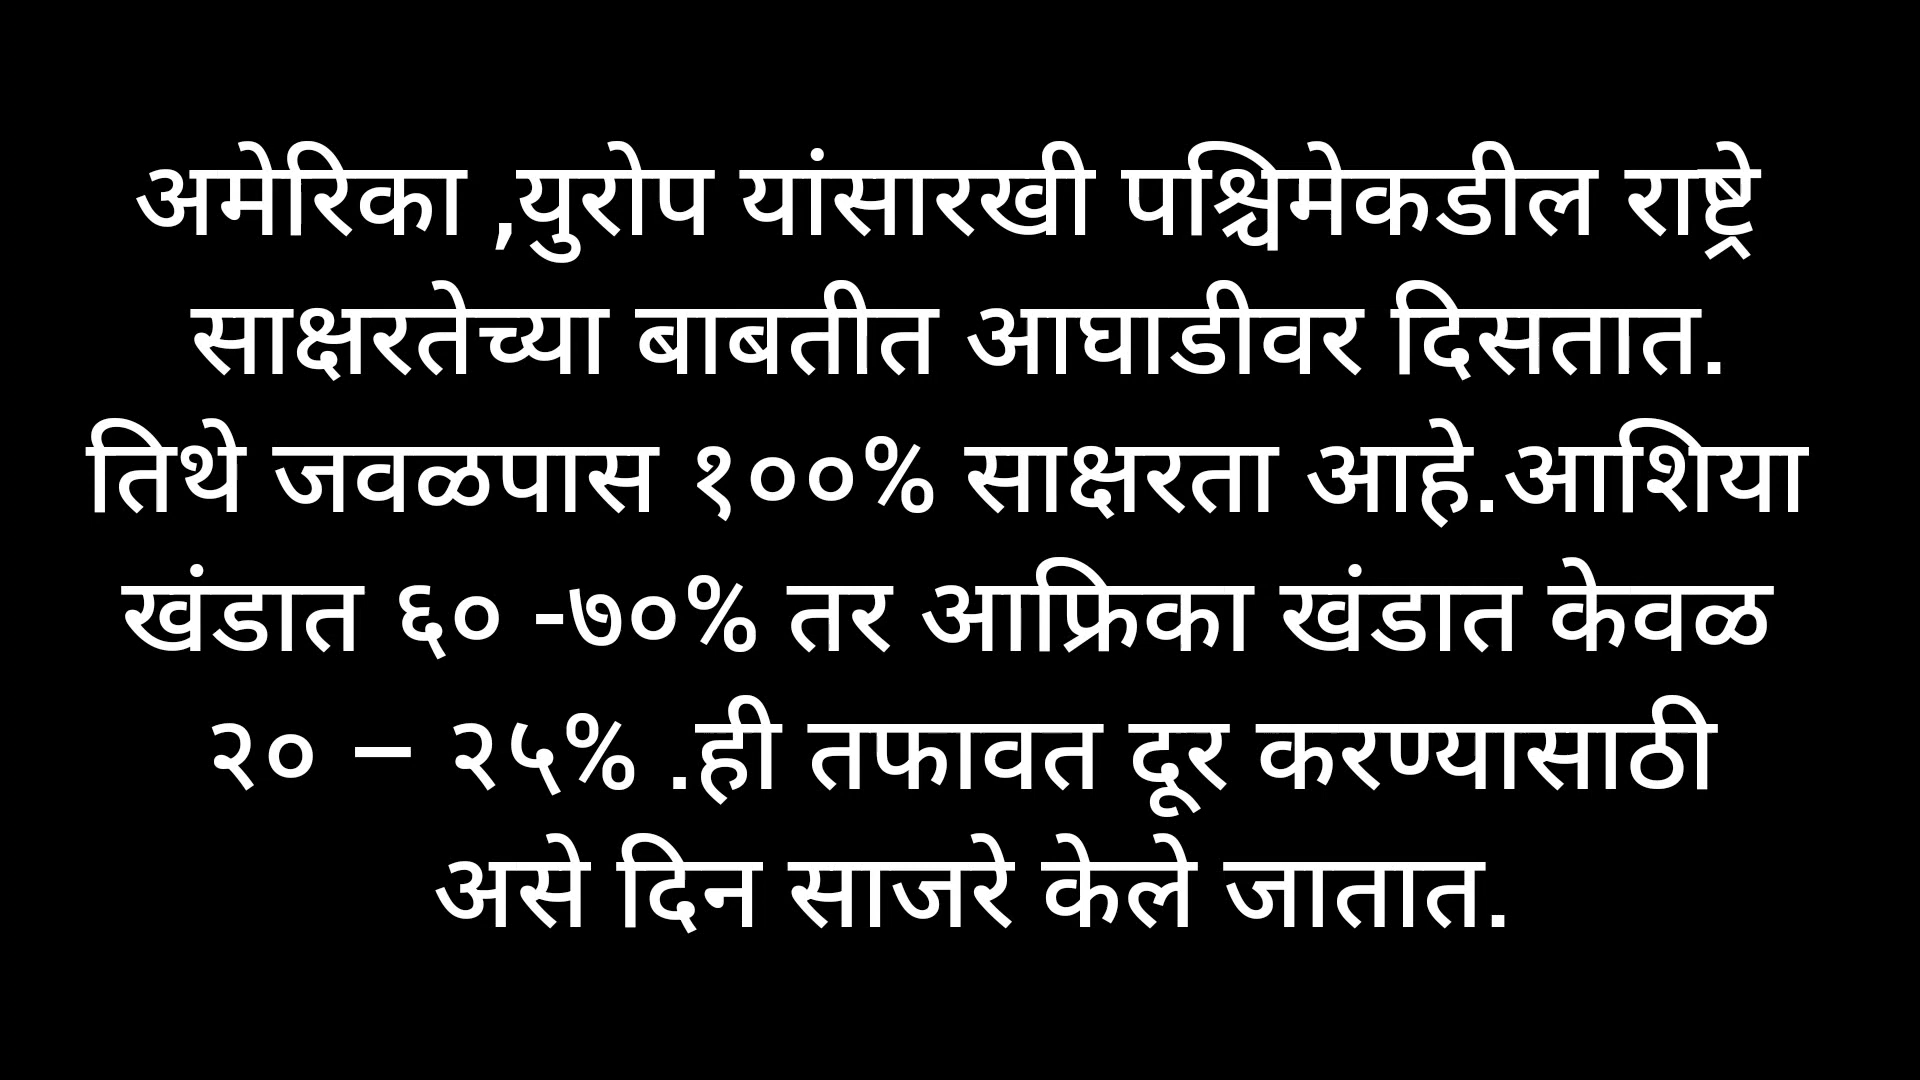 अमेरिका ,युरोप यांसारखी पश्चिमेकडील राष्ट्रे
साक्षरतेच्या बाबतीत आघाडीवर दिसतात.
तिथे जवळपास १००% साक्षरता आहे.आशिया
खंडात ६० -७०% तर आफ्रिका खंडात केवळ
२० – २५% .ही तफावत दूर करण्यासाठी
असे दिन साजरे केले जातात.